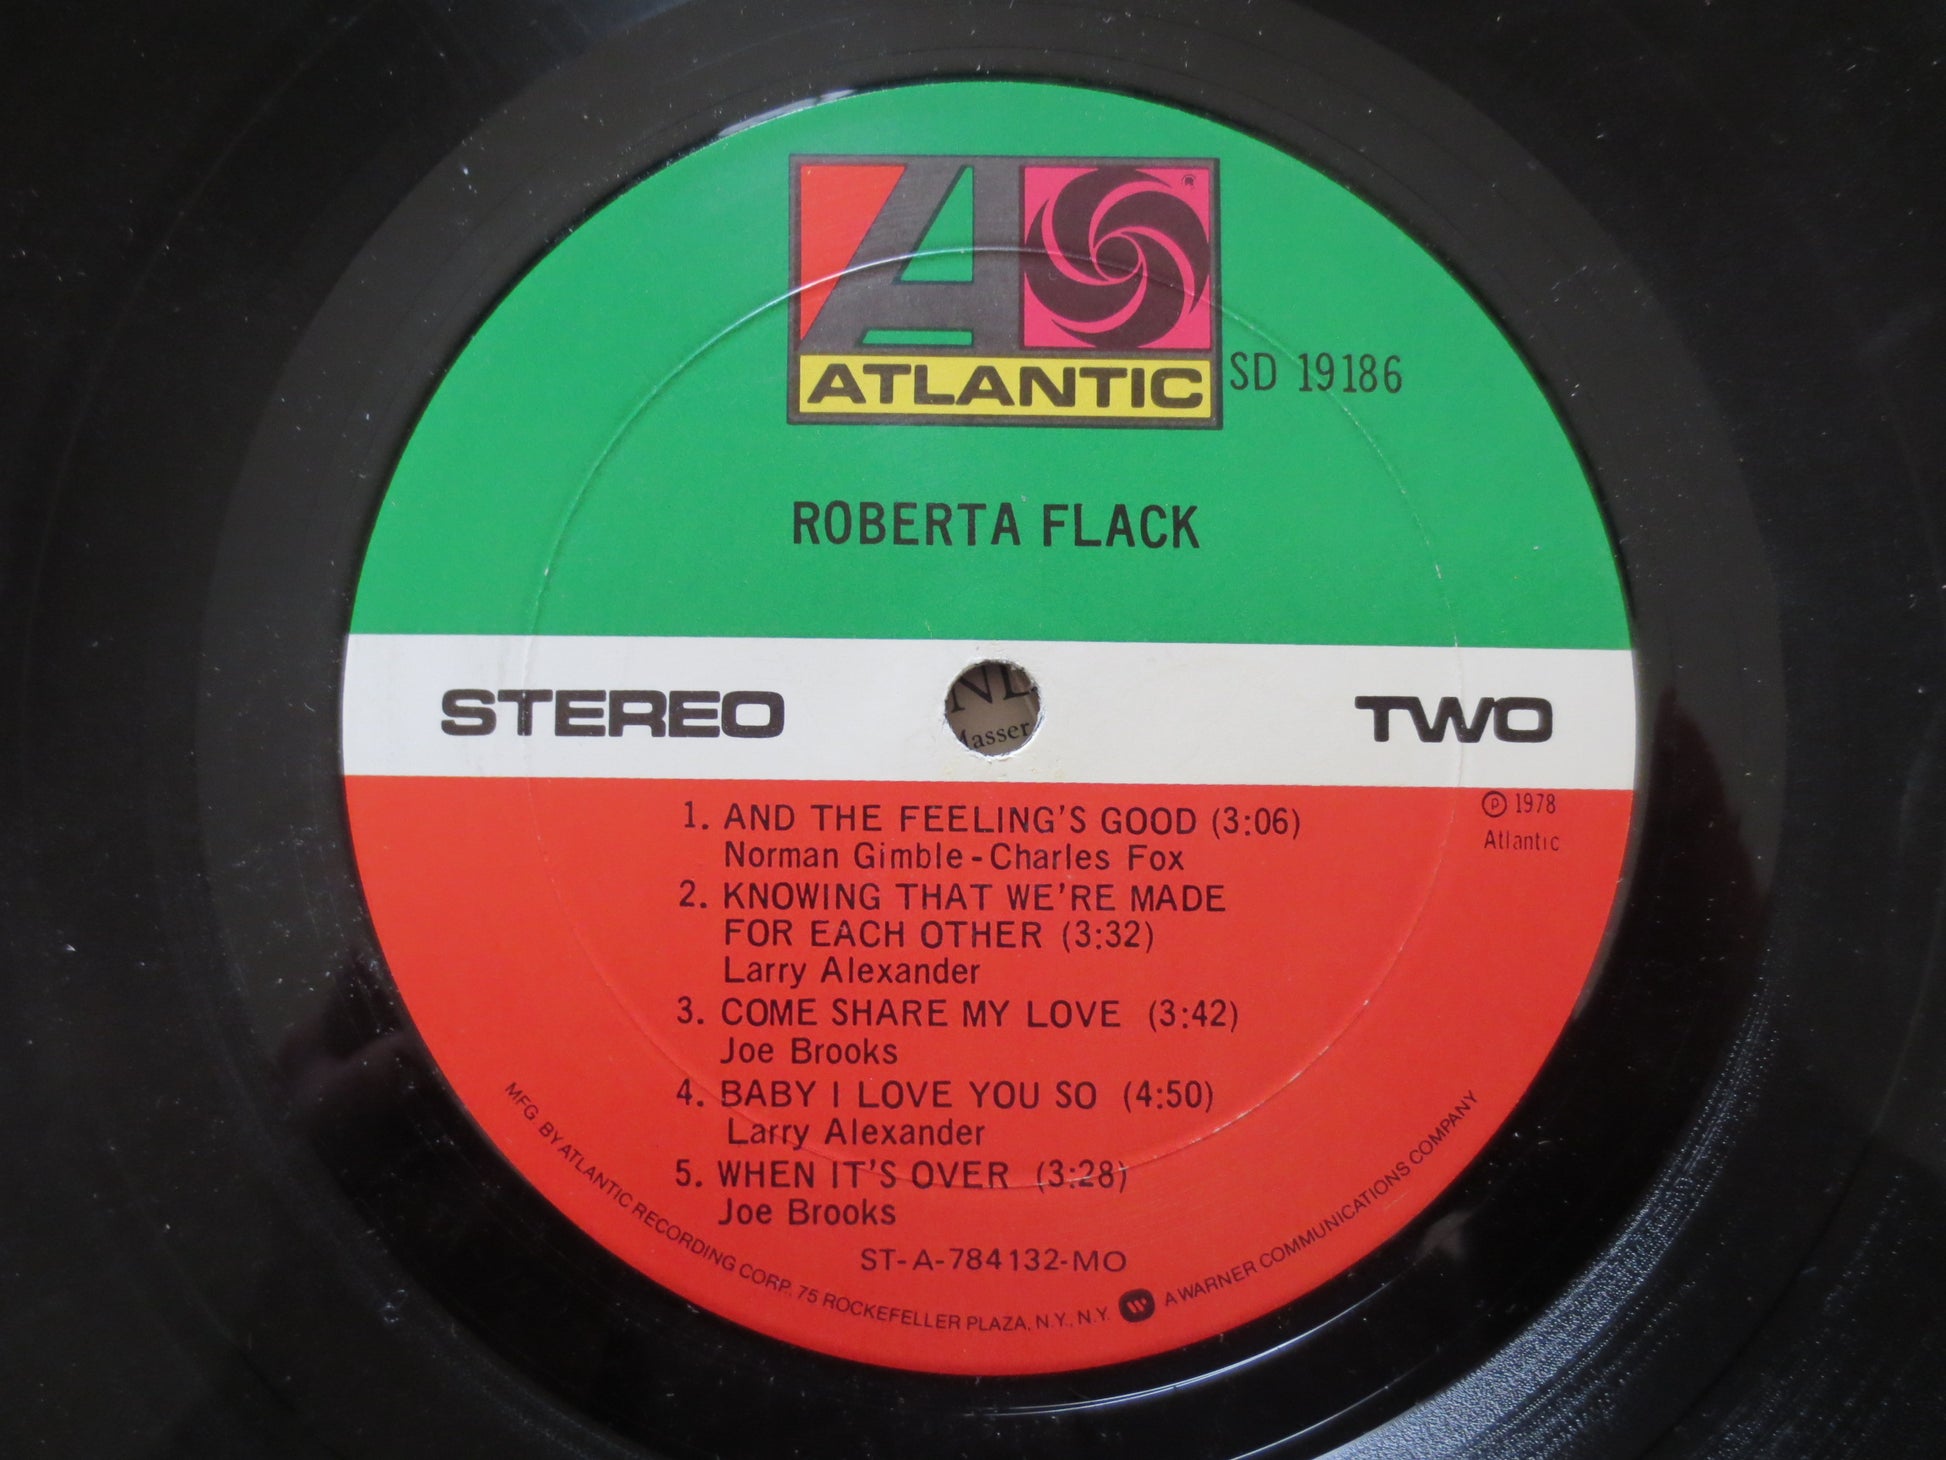 ATLANTIC
SD 19186
ROBERTA FLACK
STEREO
TWO
℗ 1978
Atlantic
1. AND THE FEELING'S GOOD (3:06)
Norman Gimble-Charles Fox
2. KNOWING THAT WE'RE MADE
FOR EACH OTHER (3:32)
Larry Alexander
3. COME SHARE MY LOVE (3:42)
Joe Brooks
4. BABY I LOVE YOU SO (4:50)
Larry Alexander
5. WHEN IT'S OVER (3:28)
Joe Brooks
ST-A-784132-MO
MFG. BY ATLANTIC RECORDING CORP. 75 ROCKEFELLER PLAZA, N.Y., N.Y. A WARNER COMMUNICATIONS COMPANY